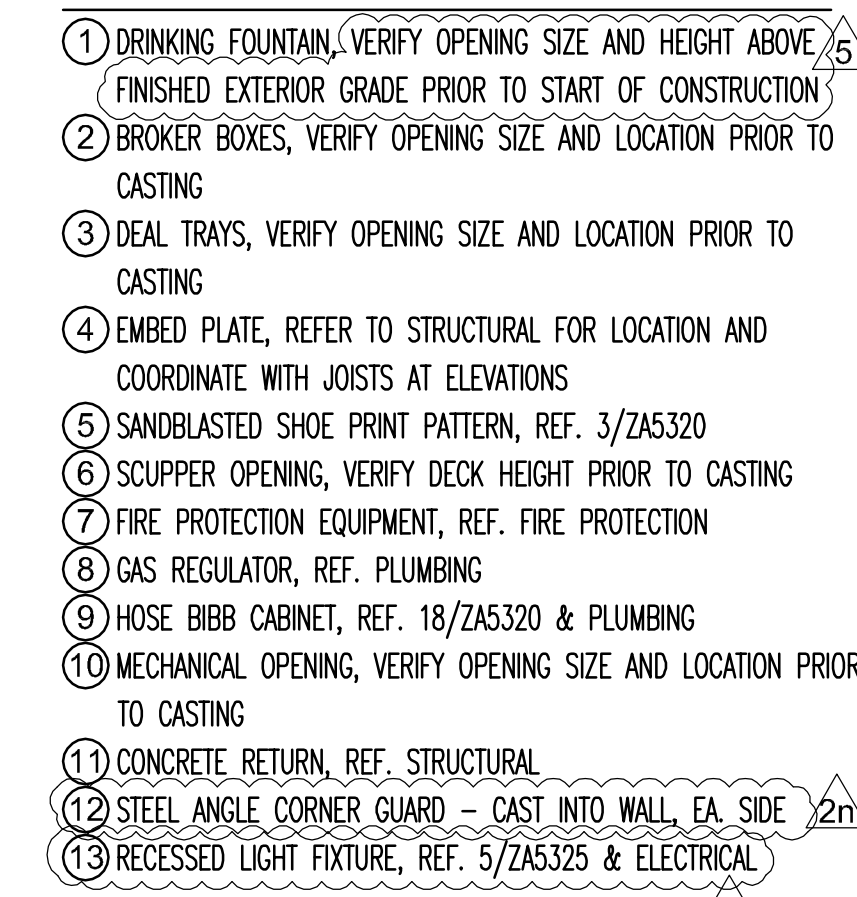 1 DRINKING FOUNTAIN, VERIFY OPENING SIZE AND HEIGHT ABOVE 5
FINISHED EXTERIOR GRADE PRIOR TO START OF CONSTRUCTION
2 BROKER BOXES, VERIFY OPENING SIZE AND LOCATION PRIOR TO
CASTING
3 DEAL TRAYS, VERIFY OPENING SIZE AND LOCATION PRIOR TO
CASTING
4 EMBED PLATE, REFER TO STRUCTURAL FOR LOCATION AND
COORDINATE WITH JOISTS AT ELEVATIONS
5 SANDBLASTED SHOE PRINT PATTERN, REF. 3/ZA5320
6 SCUPPER OPENING, VERIFY DECK HEIGHT PRIOR TO CASTING
7 FIRE PROTECTION EQUIPMENT, REF. FIRE PROTECTION
8 GAS REGULATOR, REF. PLUMBING
9 HOSE BIBB CABINET, REF. 18/ZA5320 & PLUMBING
10 MECHANICAL OPENING, VERIFY OPENING SIZE AND LOCATION PRIOR
TO CASTING
11 CONCRETE RETURN, REF. STRUCTURAL
12 STEEL ANGLE CORNER GUARD – CAST INTO WALL, EA. SIDE 2n
13 RECESSED LIGHT FIXTURE, REF. 5/ZA5325 & ELECTRICAL